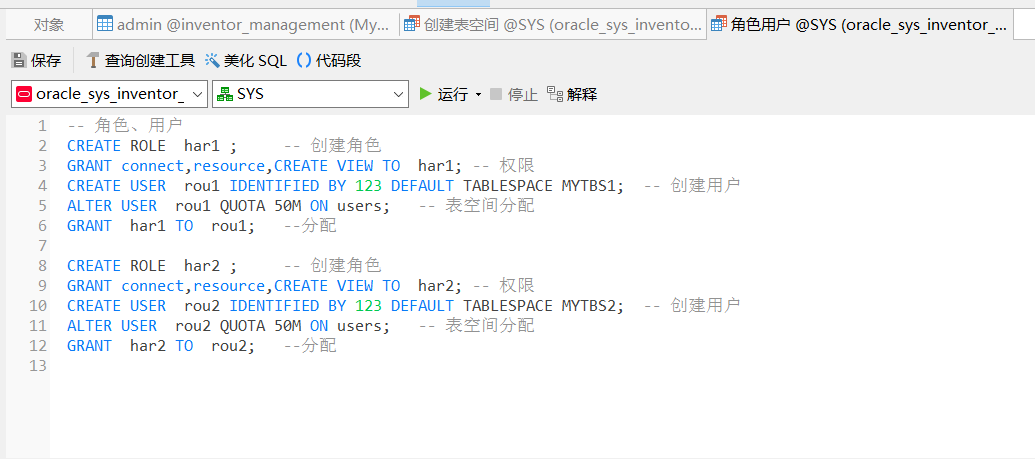 对象
admin @inventor_management (My...
创建表空间 @SYS (oracle_sys_inventor_...
角色用户 @SYS (oracle_sys_inventor_...
保存
查询创建工具
美化 SQL
() 代码段
oracle_sys_inventor_
SYS
运行
停止
解释
1 -- 角色、用户
2 CREATE ROLE  har1 ;     -- 创建角色
3 GRANT connect,resource,CREATE VIEW TO  har1; -- 权限
4 CREATE USER  rou1 IDENTIFIED BY 123 DEFAULT TABLESPACE MYTBS1;  -- 创建用户
5 ALTER USER  rou1 QUOTA 50M ON users;   -- 表空间分配
6 GRANT  har1 TO  rou1;   --分配
7
8 CREATE ROLE  har2 ;     -- 创建角色
9 GRANT connect,resource,CREATE VIEW TO  har2; -- 权限
10 CREATE USER  rou2 IDENTIFIED BY 123 DEFAULT TABLESPACE MYTBS2;  -- 创建用户
11 ALTER USER  rou2 QUOTA 50M ON users;   -- 表空间分配
12 GRANT  har2 TO  rou2;   --分配
13